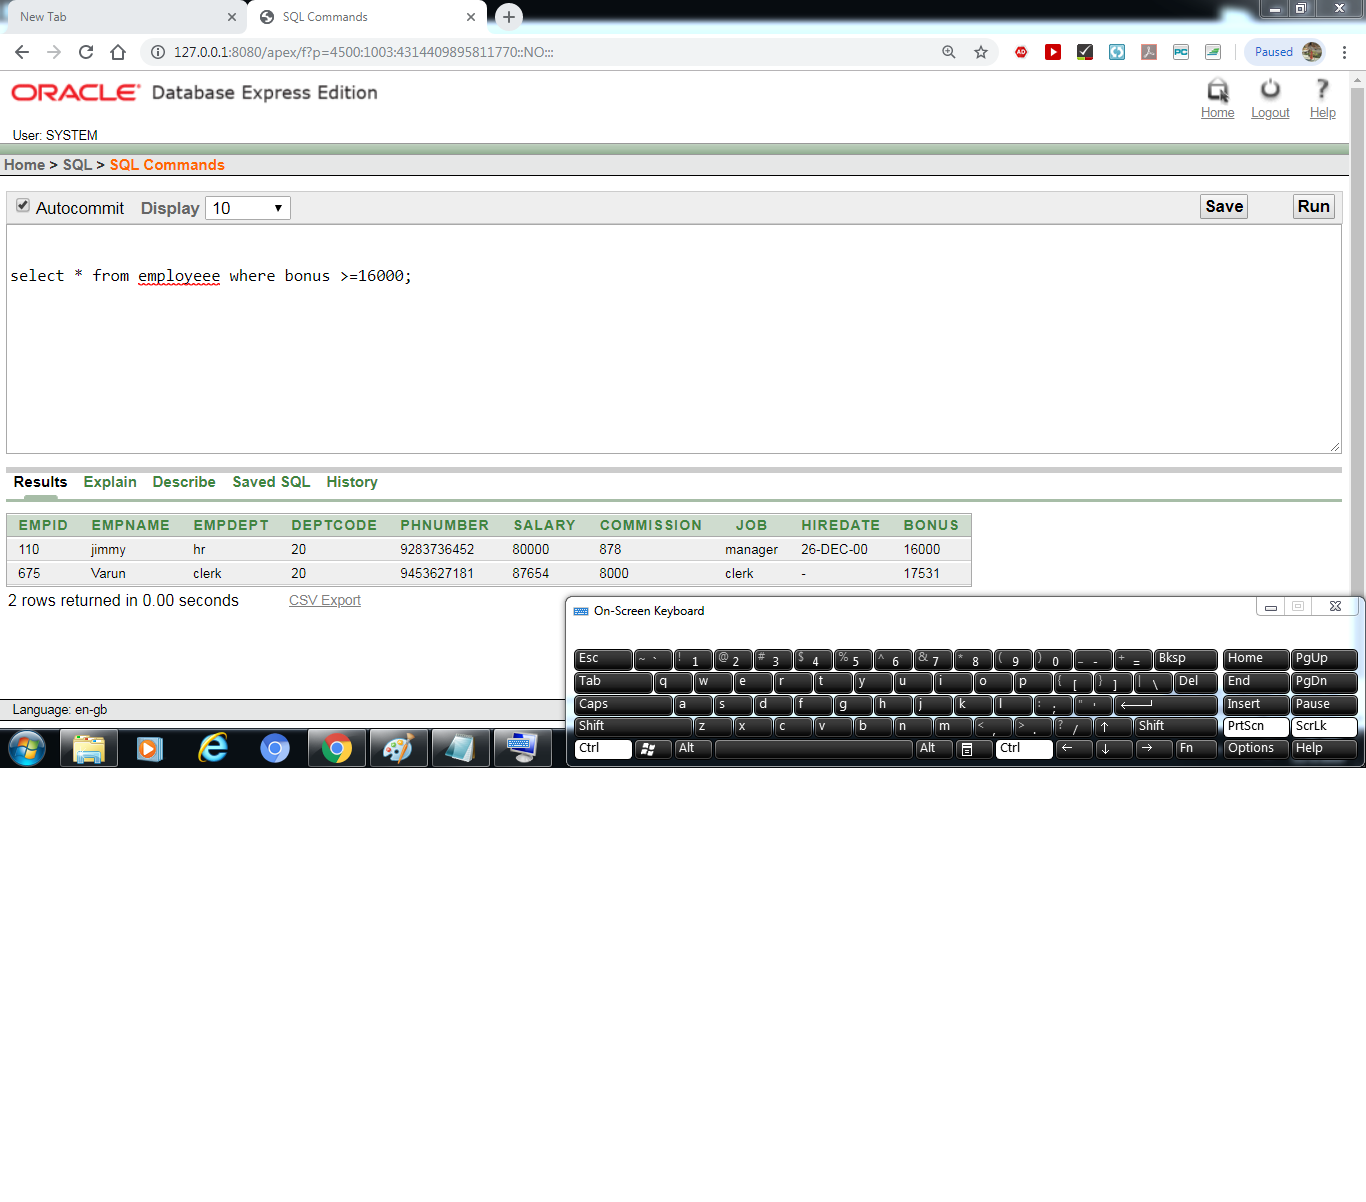 New Tab
SQL Commands
127.0.0.1:8080/apex/f?p=4500:1003:4314409895811770::NO:::
Paused
ORACLE Database Express Edition
Home Logout Help
User: SYSTEM
Home > SQL > SQL Commands
Autocommit Display 10 Save Run
select * from employeee where bonus >=16000;
Results Explain Describe Saved SQL History
EMPID EMPNAME EMPDEPT DEPTCODE PHNUMBER SALARY COMMISSION JOB HIREDATE BONUS
110 jimmy hr 20 9283736452 80000 878 manager 26-DEC-00 16000
675 Varun clerk 20 9453627181 87654 8000 clerk - 17531
2 rows returned in 0.00 seconds CSV Export
Language: en-gb
On-Screen Keyboard
Esc ~ ` ! 1 @ 2 # 3 $ 4 % 5 ^ 6 & 7 * 8 ( 9 ) 0 _ - + = Bksp Home PgUp
Tab q w e r t y u i o p { [ } ] | \ Del End PgDn
Caps a s d f g h j k l : ; " ' Insert Pause
Shift z x c v b n m < , > . ? / ↑ Shift PrtScn ScrLk
Ctrl Alt Alt Ctrl ← ↓ → Fn Options Help